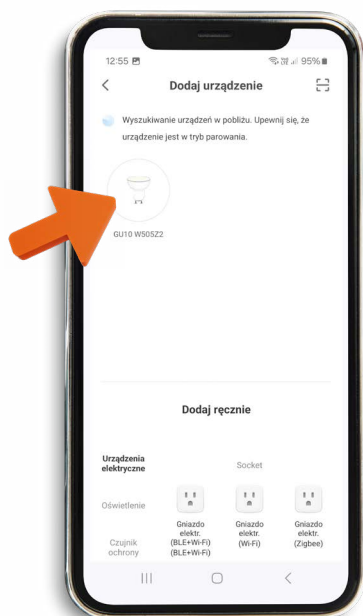 12:55 95%
Dodaj urządzenie
Wyszukiwanie urządzeń w pobliżu. Upewnij się, że
urządzenie jest w tryb parowania.
GU10 W505Z2
Dodaj ręcznie
Urządzenia
elektryczne
Socket
Oświetlenie
Gniazdo
elektr.
(BLE+Wi-Fi)
(BLE+Wi-Fi)
Gniazdo
elektr.
(Wi-Fi)
Gniazdo
elektr.
(Zigbee)
Czujnik
ochrony